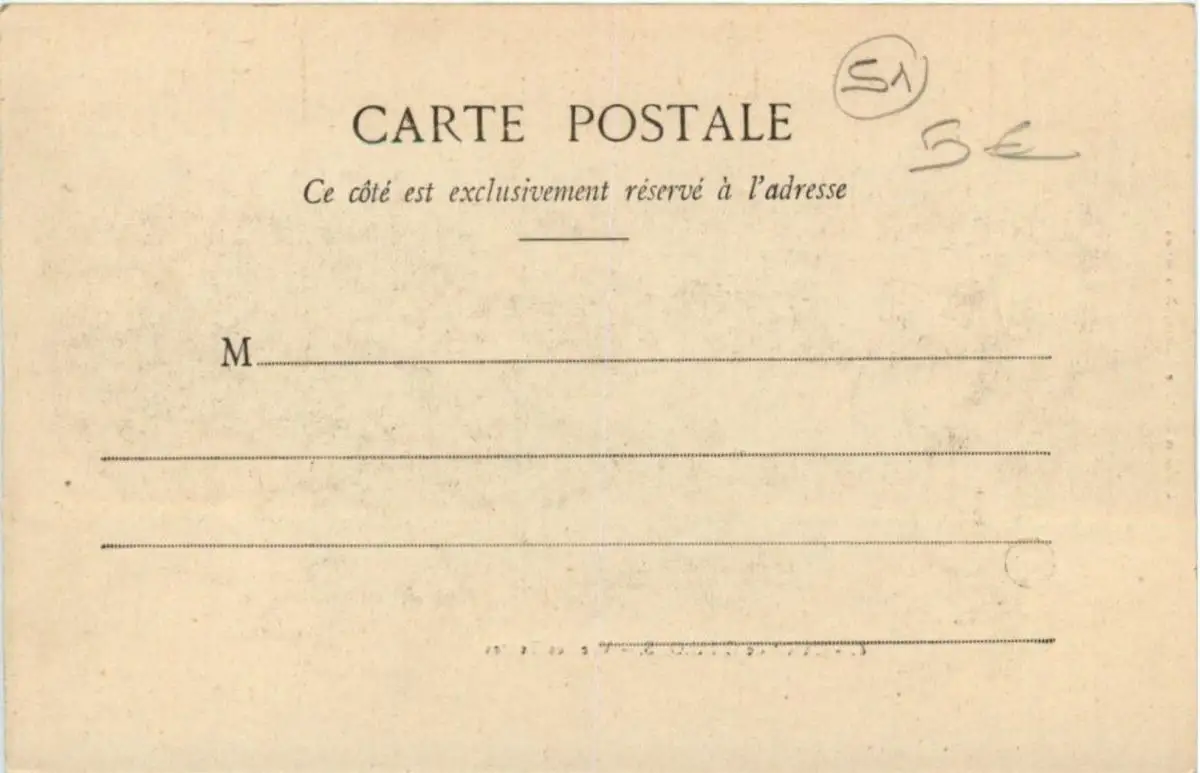 51
CARTE POSTALE
5 €
Ce côté est exclusivement réservé à l'adresse
M